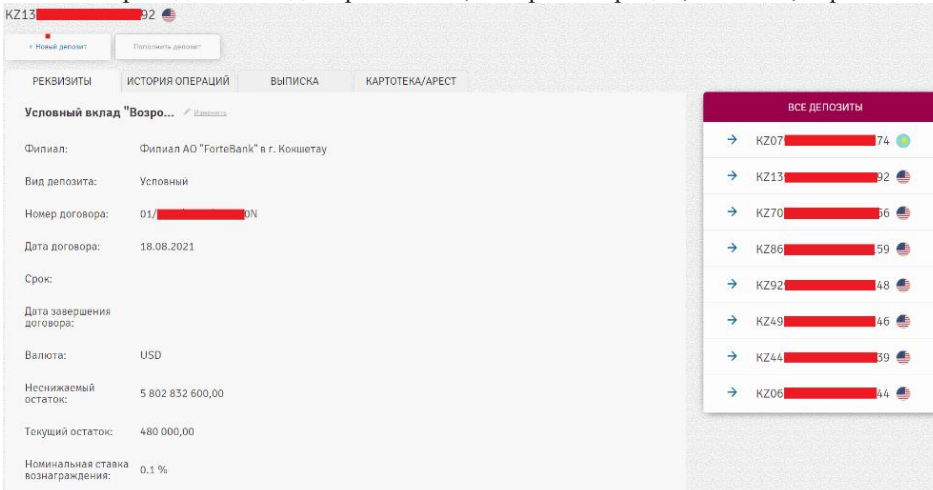 KZ13 92
+ Новый депозит
Пополнить депозит
РЕКВИЗИТЫ ИСТОРИЯ ОПЕРАЦИЙ ВЫПИСКА КАРТОТЕКА/АРЕСТ
Условный вклад "Возро... Изменить
Филиал: Филиал АО "ForteBank" в г. Кокшетау
Вид депозита: Условный
Номер договора: 01/ 0N
Дата договора: 18.08.2021
Срок:
Дата завершения
договора:
Валюта: USD
Неснижаемый
остаток: 5 802 832 600,00
Текущий остаток: 480 000,00
Номинальная ставка
вознаграждения: 0.1 %
ВСЕ ДЕПОЗИТЫ
KZ07 74
KZ13 92
KZ70 56
KZ86 59
KZ92 48
KZ49 46
KZ44 39
KZ06 44